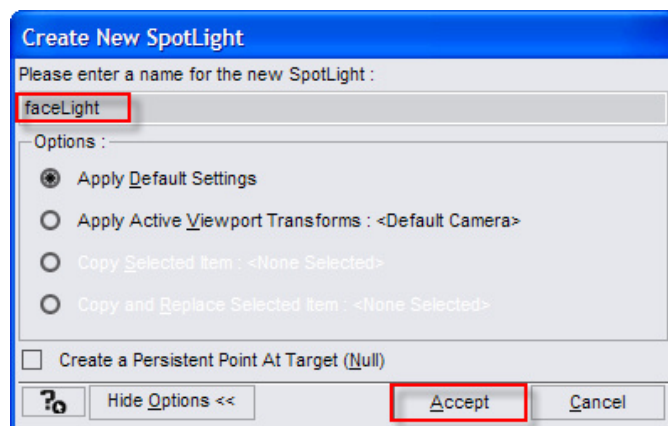 Create New SpotLight
Please enter a name for the new SpotLight :
faceLight
Options :
Apply Default Settings
Apply Active Viewport Transforms : <Default Camera>
Copy Selected Item : <None Selected>
Copy and Replace Selected Item : <None Selected>
Create a Persistent Point At Target (Null)
? Hide Options << Accept Cancel